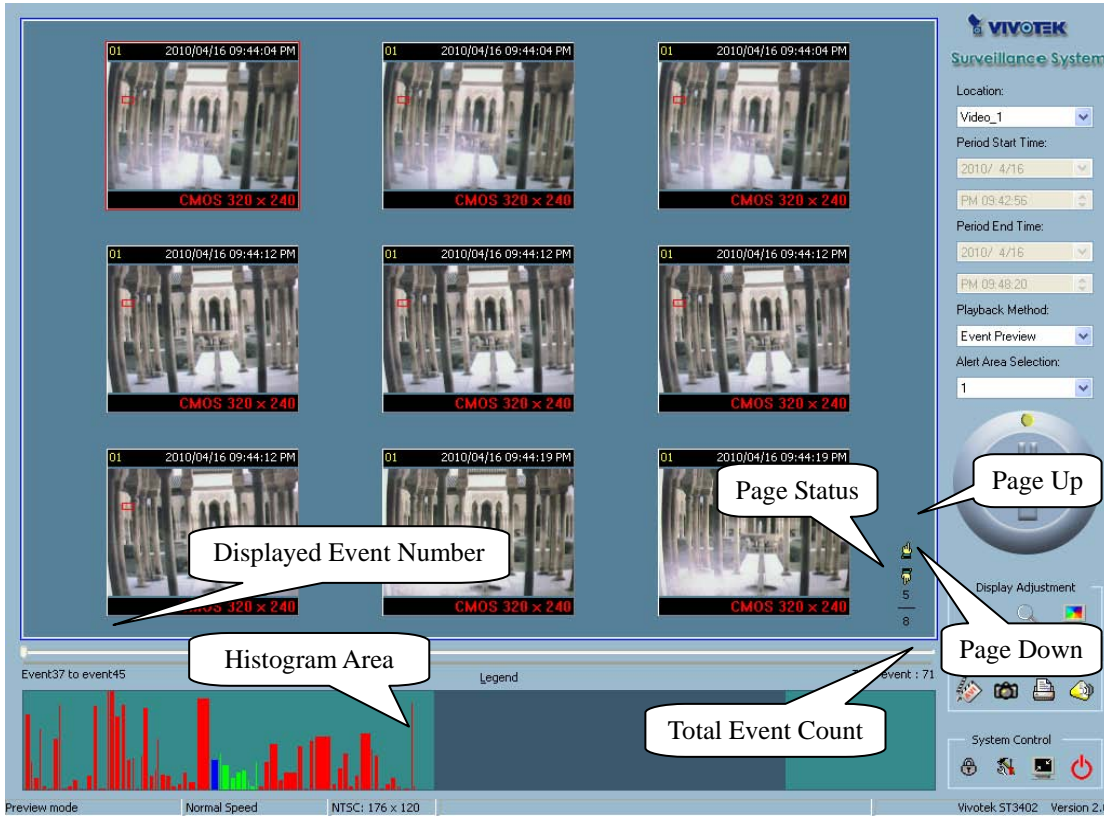 VIVOTEK
Surveillance System
01 2010/04/16 09:44:04 PM
CMOS 320 x 240
01 2010/04/16 09:44:04 PM
CMOS 320 x 240
01 2010/04/16 09:44:04 PM
CMOS 320 x 240
01 2010/04/16 09:44:12 PM
CMOS 320 x 240
01 2010/04/16 09:44:12 PM
CMOS 320 x 240
01 2010/04/16 09:44:12 PM
CMOS 320 x 240
01 2010/04/16 09:44:12 PM
CMOS 320 x 240
01 2010/04/16 09:44:19 PM
CMOS 320 x 240
01 2010/04/16 09:44:19 PM
CMOS 320 x 240
Location:
Video_1
Period Start Time:
2010/ 4/16
PM 09:42:56
Period End Time:
2010/ 4/16
PM 09:48:20
Playback Method:
Event Preview
Alert Area Selection:
1
Page Status
Page Up
Displayed Event Number
5
8
Display Adjustment
Page Down
Histogram Area
Event37 to event45
Legend
event : 71
Total Event Count
System Control
Preview mode
Normal Speed
NTSC: 176 x 120
Vivotek ST3402 Version 2.